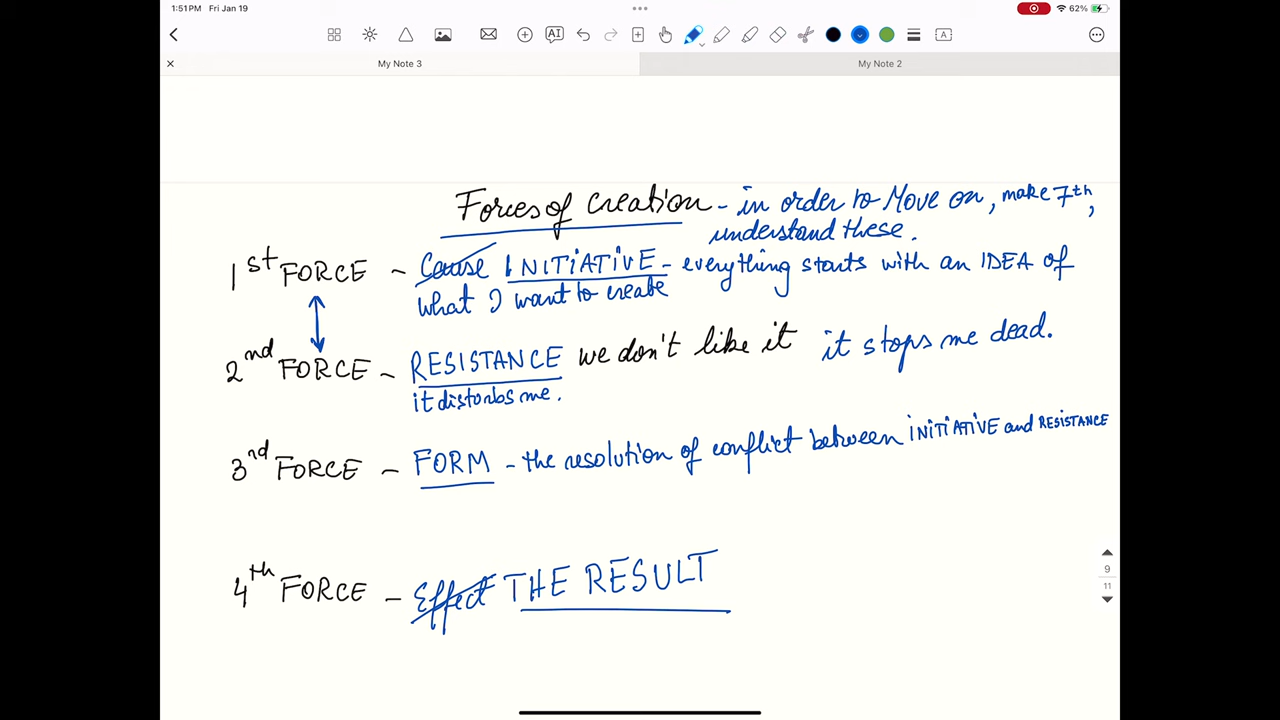 1:51PM Fri Jan 19
62%
My Note 3
My Note 2
Forces of Creation - in order to Move on, make 7th,
understand these.
1st FORCE - Cause INITIATIVE - everything starts with an IDEA of
what I want to create
2nd FORCE - RESISTANCE we don't like it it stops me dead.
it disturbs me.
3rd FORCE - FORM - the resolution of conflict between INITIATIVE and RESISTANCE
4th FORCE - Effect THE RESULT
9
11